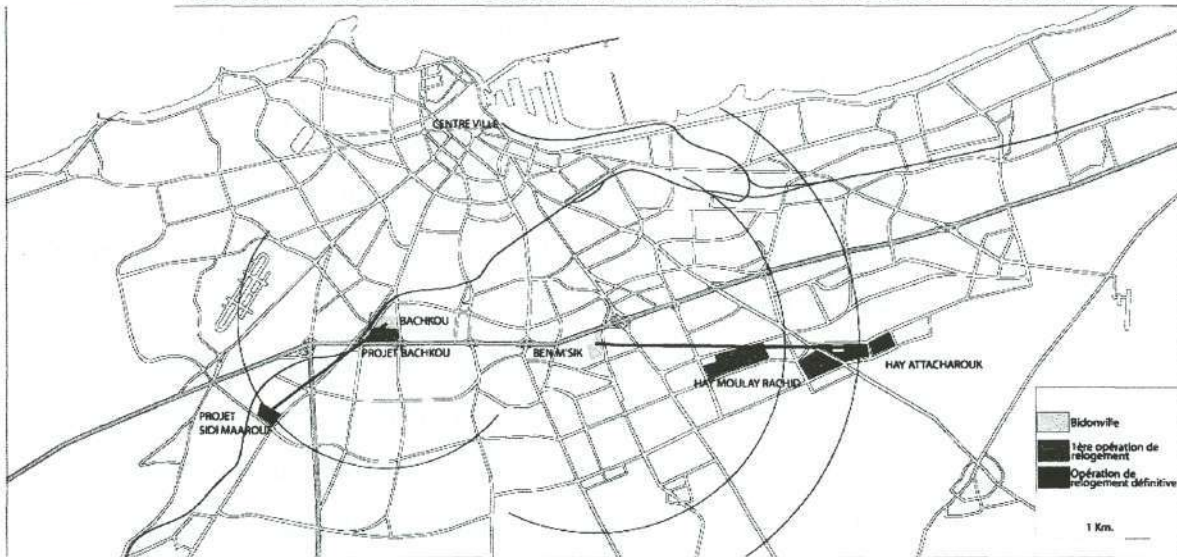 CENTRE VILLE
BACHKOU
PROJET BACHKOU
BEN M'SIK
HAY MOULAY RACHID
HAY ATTACHAROUK
PROJET
SIDI MAAROUF
Bidonville
1ère opération de
relogement
Opération de
relogement définitive
1 Km.